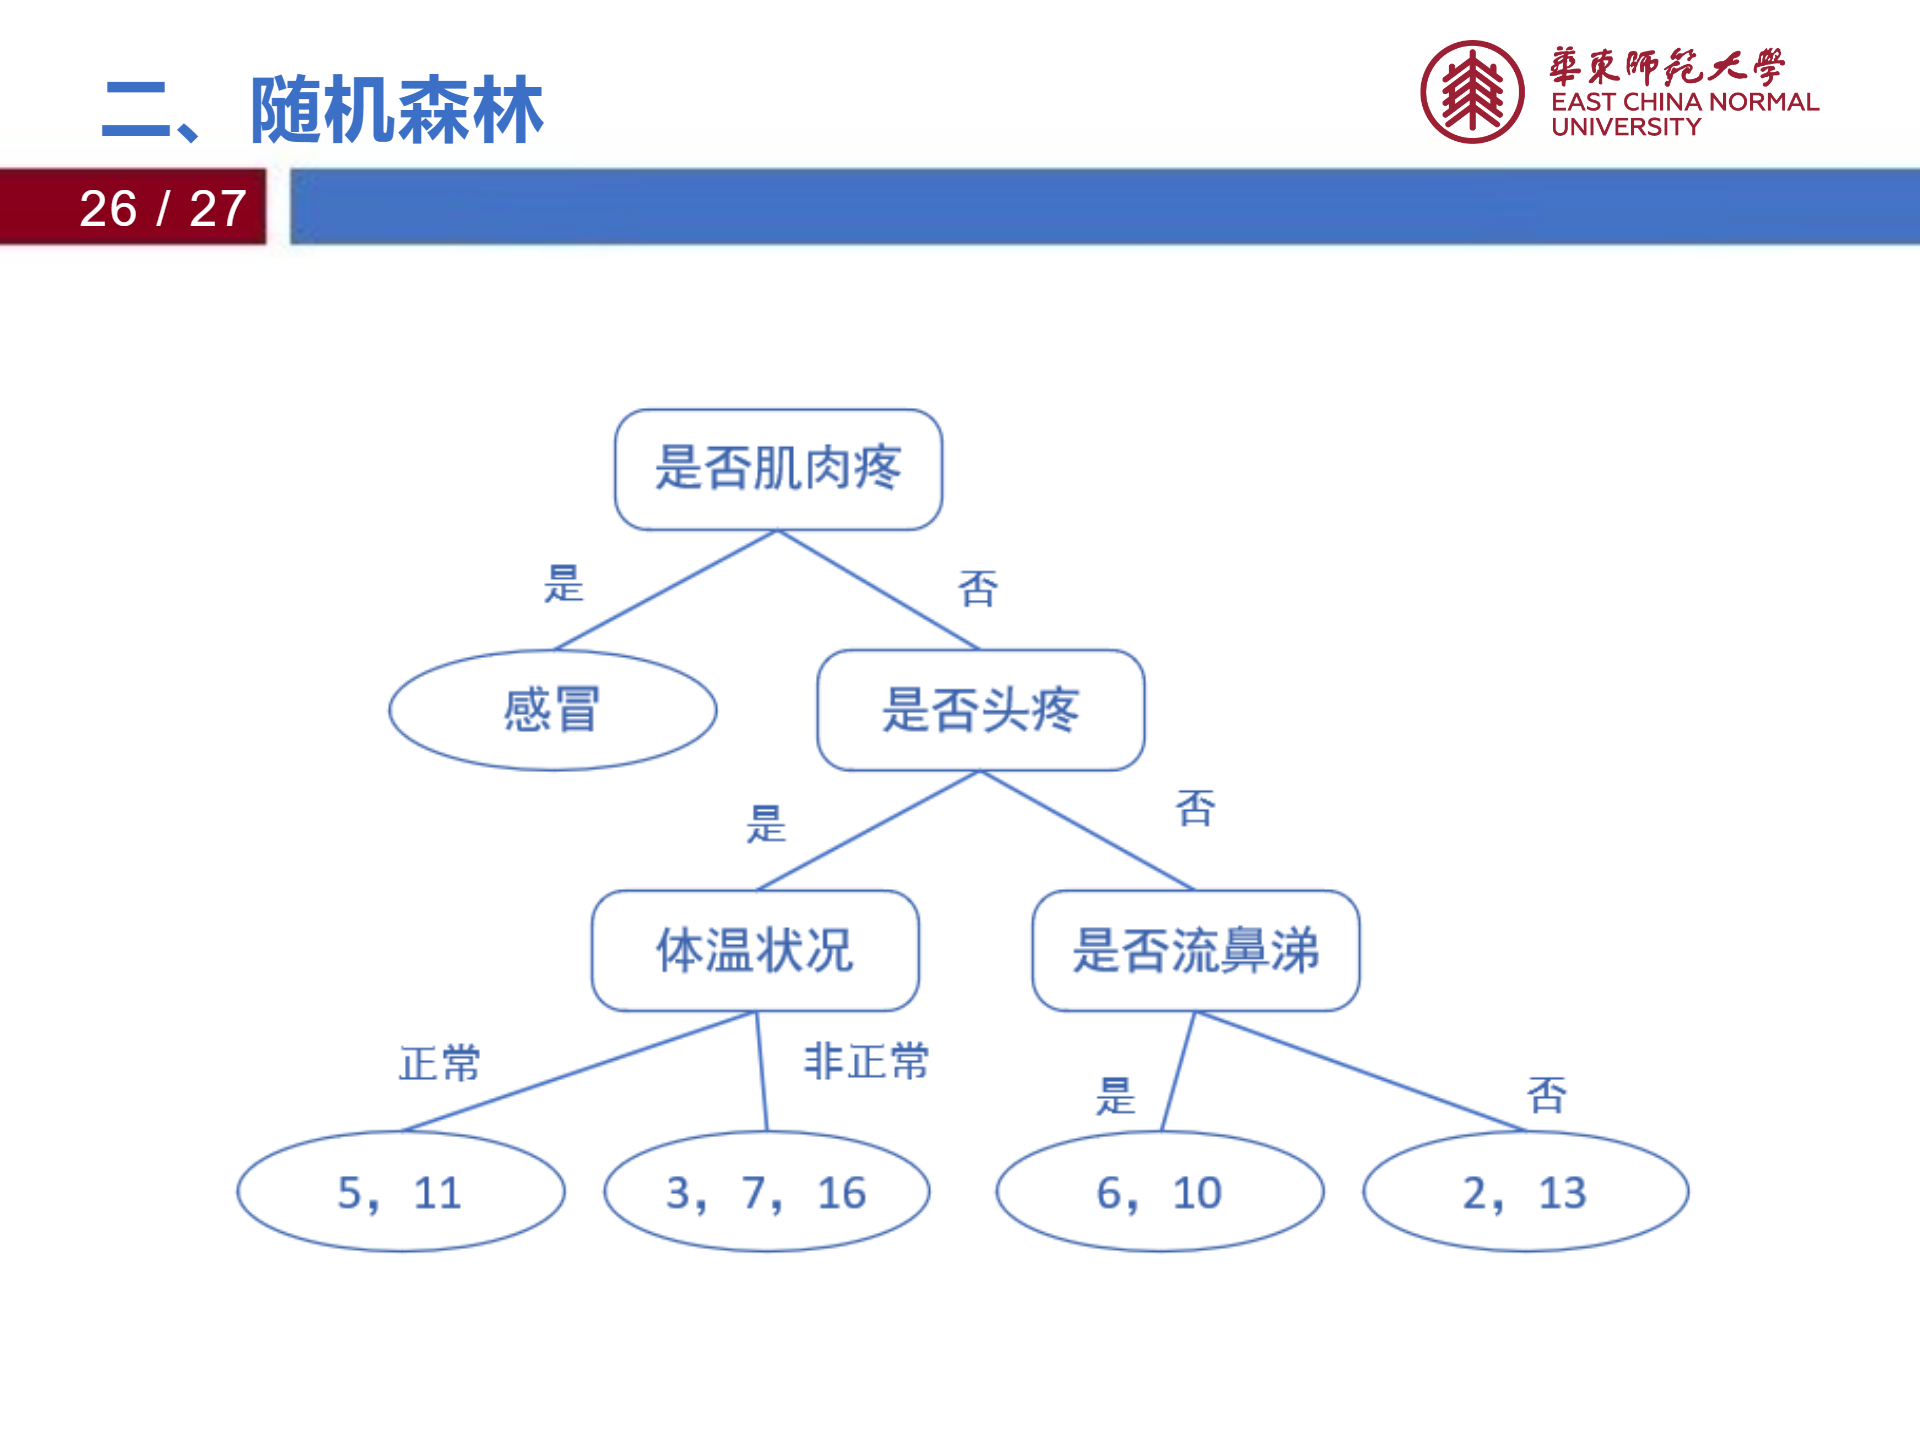 二、随机森林
華東師範大學
EAST CHINA NORMAL
UNIVERSITY
26 / 27
是否肌肉疼
是
否
感冒
是否头疼
是
否
体温状况
是否流鼻涕
正常
非正常
是
否
5，11
3，7，16
6，10
2，13